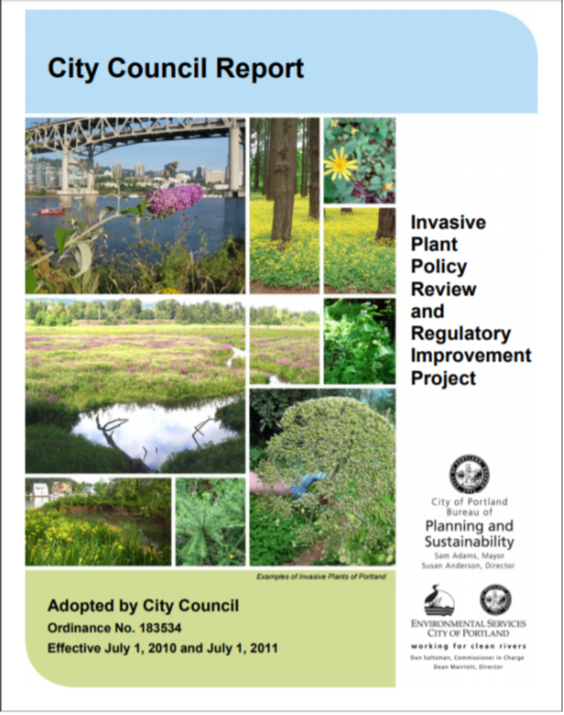 City Council Report
Invasive
Plant
Policy
Review
and
Regulatory
Improvement
Project
City of Portland
Bureau of
Planning and
Sustainability
Sam Adams, Mayor
Susan Anderson, Director
Examples of Invasive Plants of Portland
ENVIRONMENTAL SERVICES
CITY OF PORTLAND
working for clean rivers
Dan Saltzman, Commissioner in Charge
Dean Marriott, Director
Adopted by City Council
Ordinance No. 183534
Effective July 1, 2010 and July 1, 2011